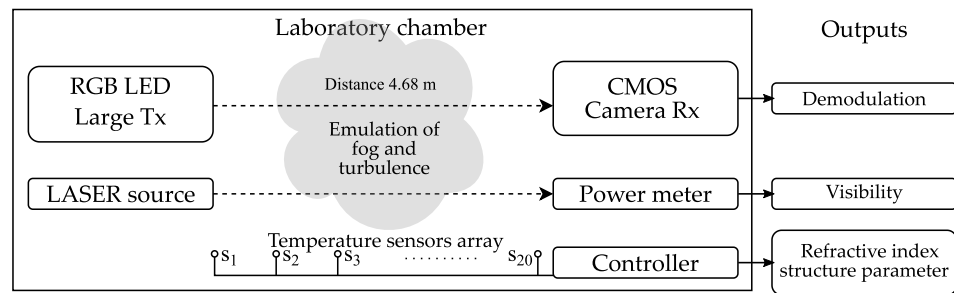 Laboratory chamber
Outputs
RGB LED
Large Tx
Distance 4.68 m
CMOS
Camera Rx
Demodulation
Emulation of
fog and
turbulence
LASER source
Power meter
Visibility
Temperature sensors array
s1 s2 s3 .......... s20
Controller
Refractive index
structure parameter